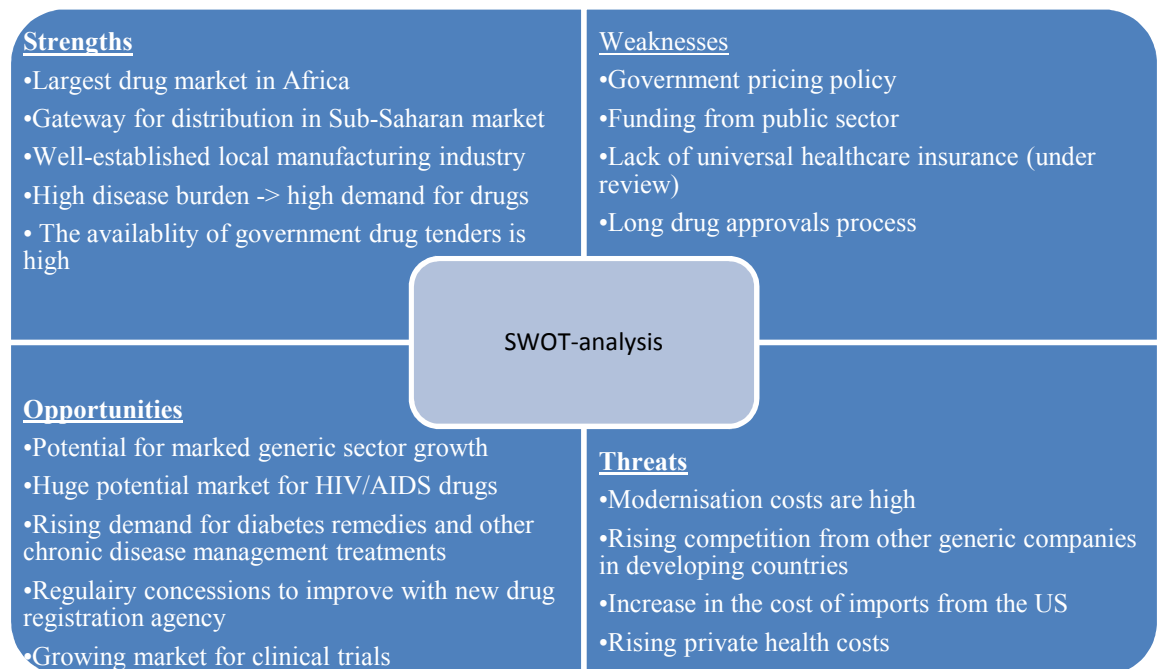 Strengths
•Largest drug market in Africa
•Gateway for distribution in Sub-Saharan market
•Well-established local manufacturing industry
•High disease burden -> high demand for drugs
• The availablity of government drug tenders is
high
Weaknesses
•Government pricing policy
•Funding from public sector
•Lack of universal healthcare insurance (under
review)
•Long drug approvals process
SWOT-analysis
Opportunities
•Potential for marked generic sector growth
•Huge potential market for HIV/AIDS drugs
•Rising demand for diabetes remedies and other
chronic disease management treatments
•Regulairy concessions to improve with new drug
registration agency
•Growing market for clinical trials
Threats
•Modernisation costs are high
•Rising competition from other generic companies
in developing countries
•Increase in the cost of imports from the US
•Rising private health costs